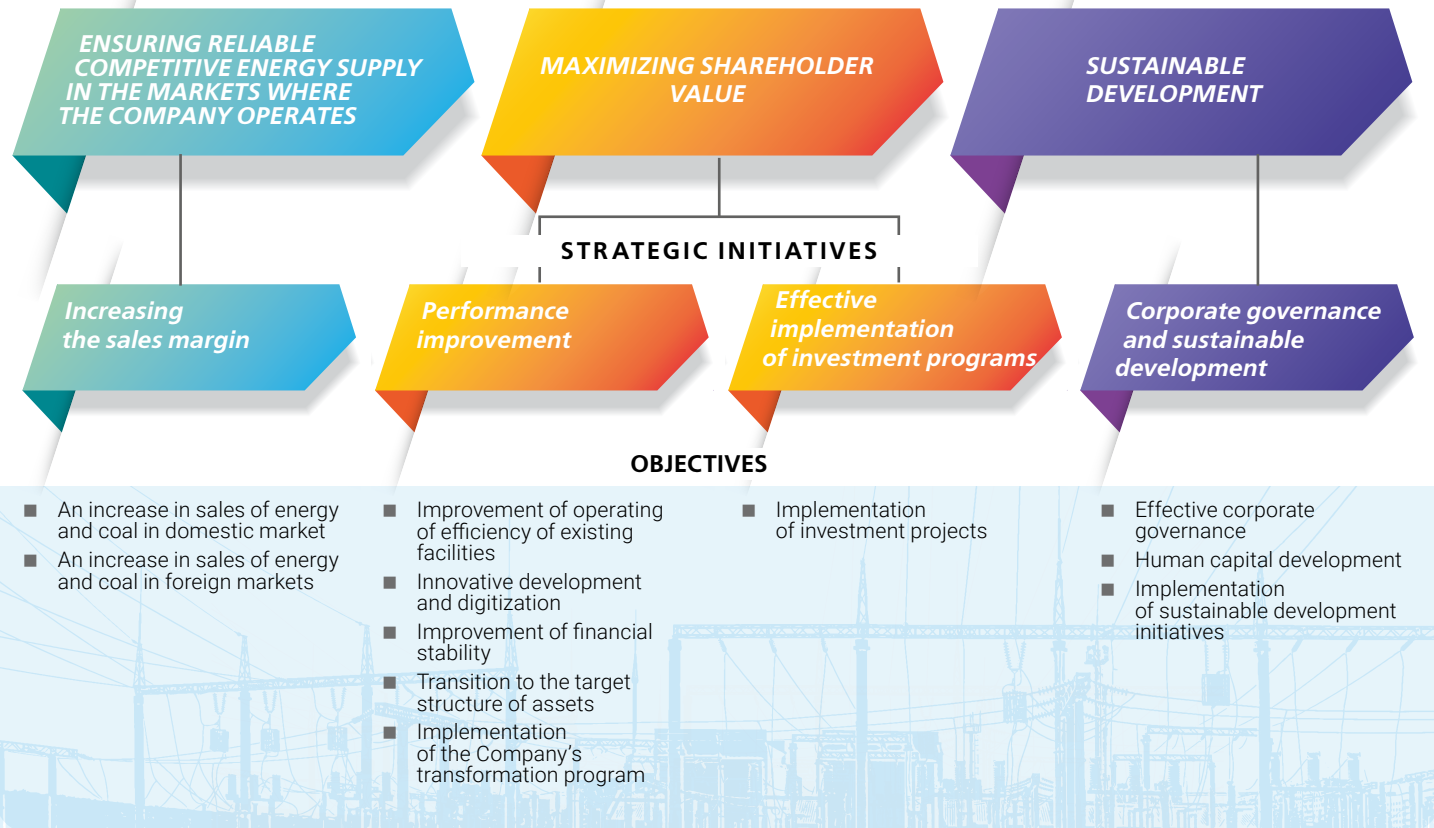 ENSURING RELIABLE
COMPETITIVE ENERGY SUPPLY
IN THE MARKETS WHERE
THE COMPANY OPERATES
MAXIMIZING SHAREHOLDER
VALUE
SUSTAINABLE
DEVELOPMENT
STRATEGIC INITIATIVES
Increasing
the sales margin
Performance
improvement
Effective
implementation
of investment programs
Corporate governance
and sustainable
development
OBJECTIVES
■ An increase in sales of energy
and coal in domestic market
■ An increase in sales of energy
and coal in foreign markets
■ Improvement of operating
of efficiency of existing
facilities
■ Innovative development
and digitization
■ Improvement of financial
stability
■ Transition to the target
structure of assets
■ Implementation
of the Company’s
transformation program
■ Implementation
of investment projects
■ Effective corporate
governance
■ Human capital development
■ Implementation
of sustainable development
initiatives